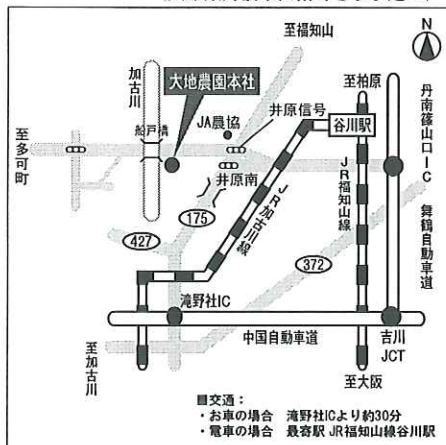 至福知山
N
加古川
大地農園本社
井原信号
JA農協
谷川駅
至柏原
丹南篠山口IC
舞鶴自動車道
船戸橋
至多可町
井原南
JR加古川線
JR福知山線
175
427
372
滝野社IC
中国自動車道
吉川
JCT
至加古川
至大阪
■交通：
・お車の場合　滝野社ICより約30分
・電車の場合　最寄駅 JR福知山線谷川駅